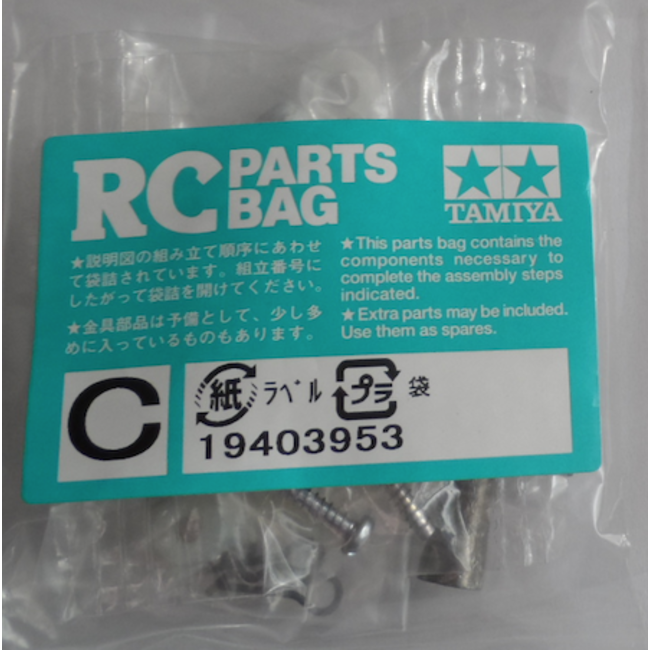 RC PARTS BAG
TAMIYA
★説明図の組み立て順序にあわせ
て袋詰されています。組立番号に
したがって袋詰を開けてください。
★金具部品は予備として、少し多
めに入っているものもあります。
★This parts bag contains the
components necessary to
complete the assembly steps
indicated.
★Extra parts may be included.
Use them as spares.
C
紙 ラベル プラ 袋
19403953